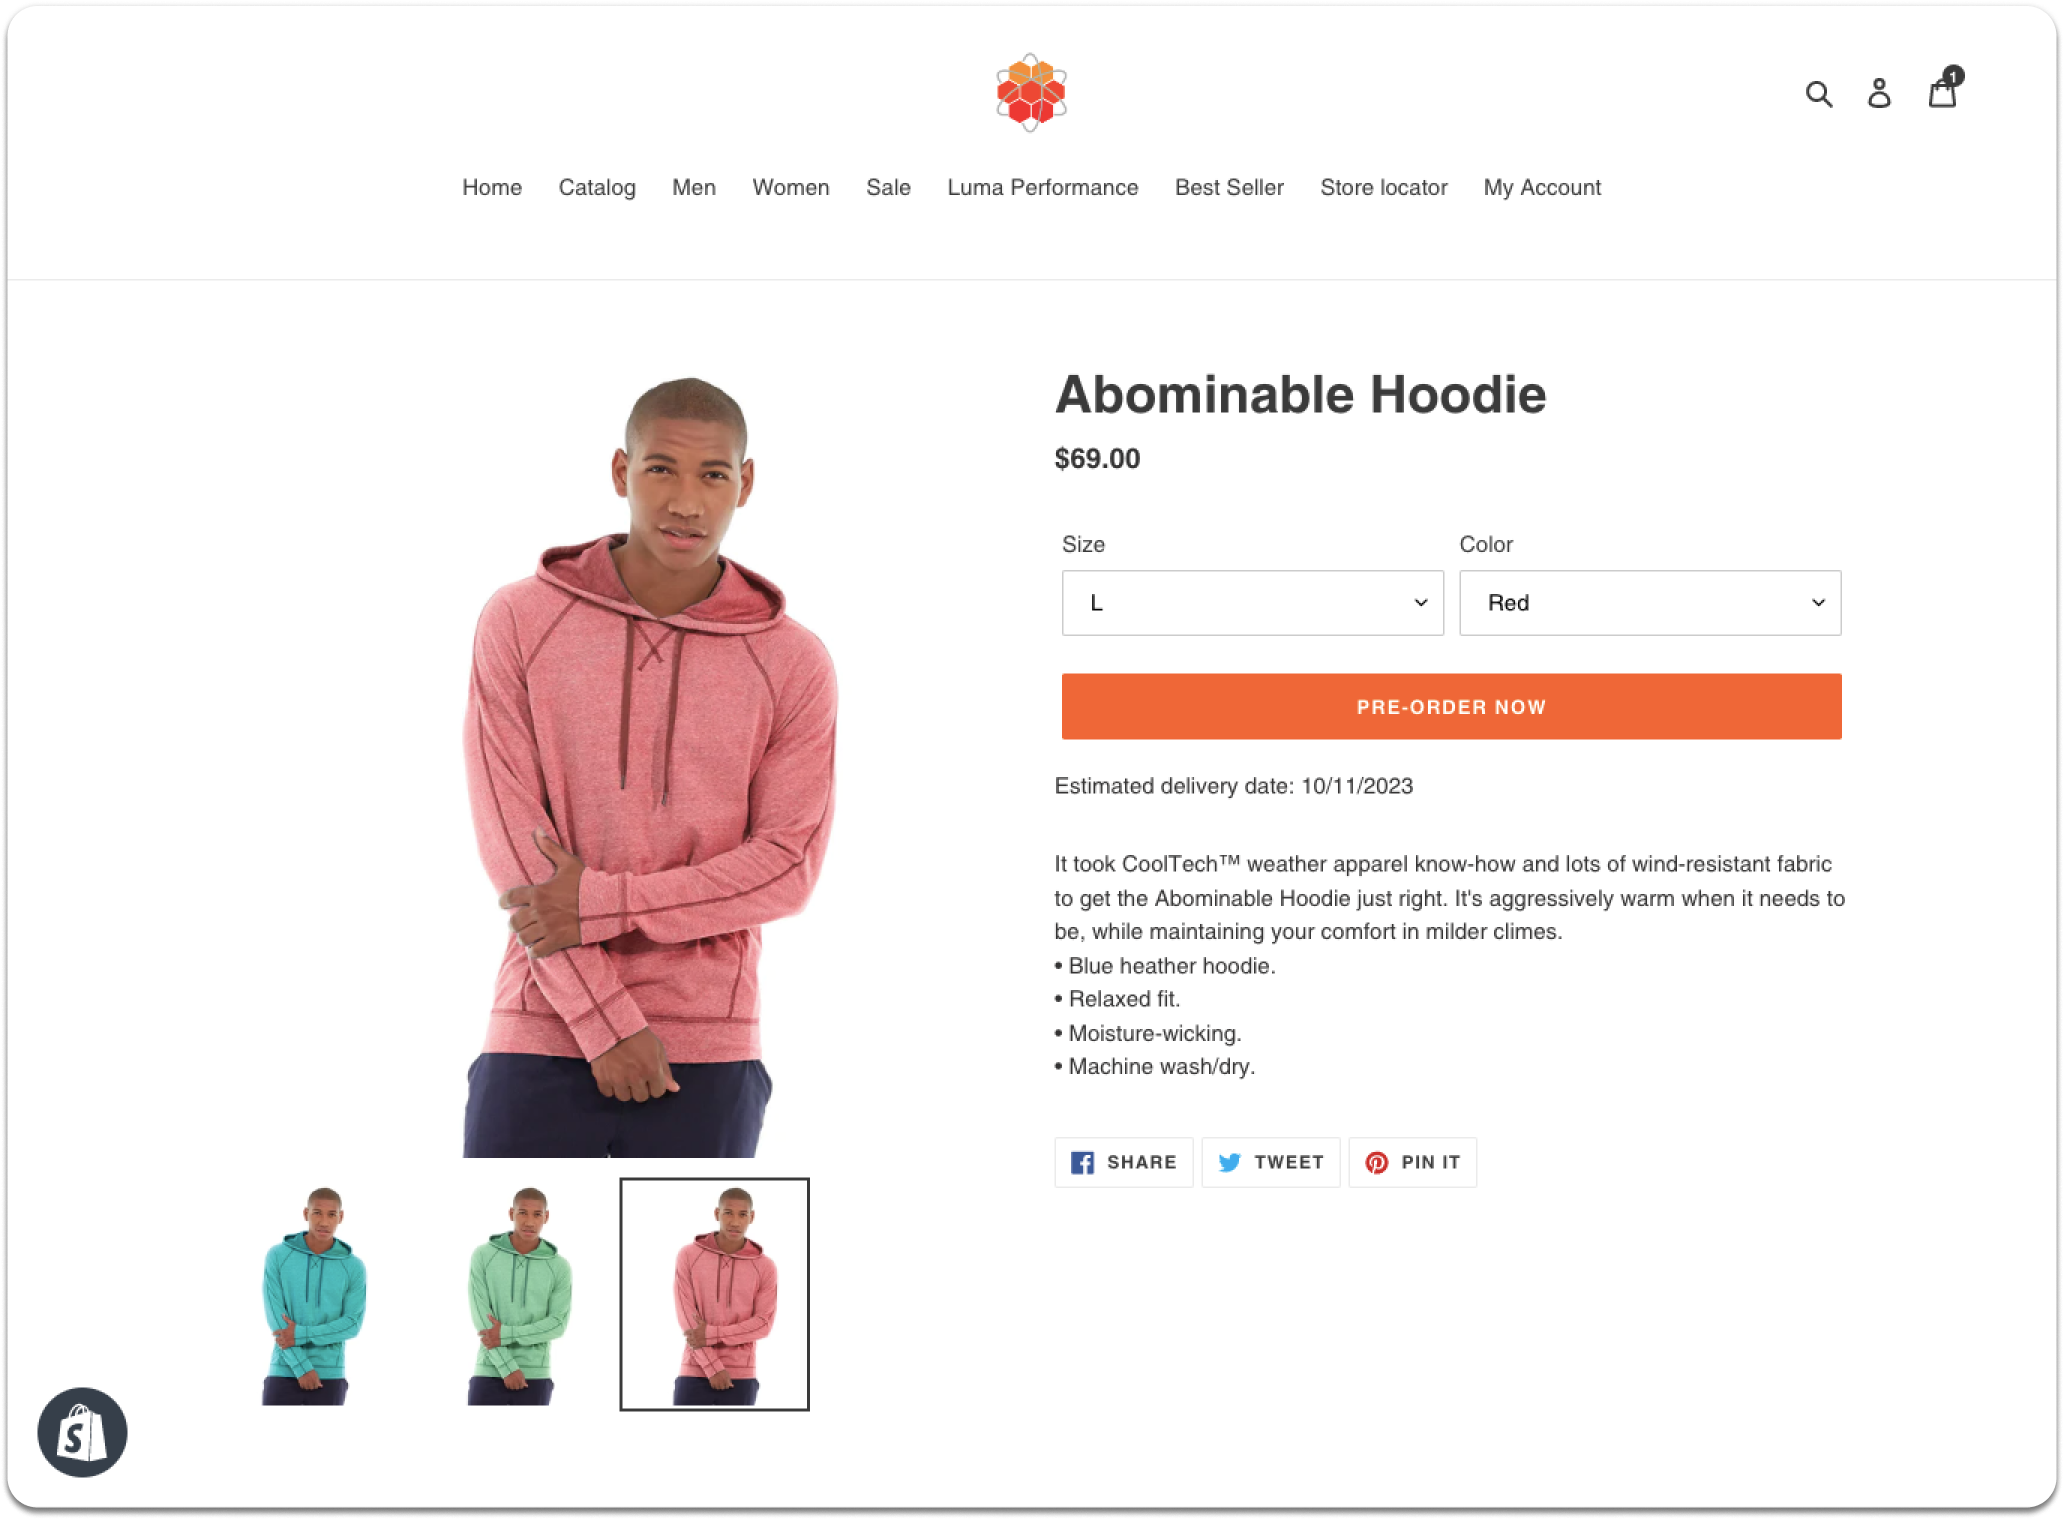 1
Home Catalog Men Women Sale Luma Performance Best Seller Store locator My Account
Abominable Hoodie
$69.00
Size Color
L Red
PRE-ORDER NOW
Estimated delivery date: 10/11/2023
It took CoolTech™ weather apparel know-how and lots of wind-resistant fabric
to get the Abominable Hoodie just right. It's aggressively warm when it needs to
be, while maintaining your comfort in milder climes.
• Blue heather hoodie.
• Relaxed fit.
• Moisture-wicking.
• Machine wash/dry.
SHARE TWEET PIN IT
S